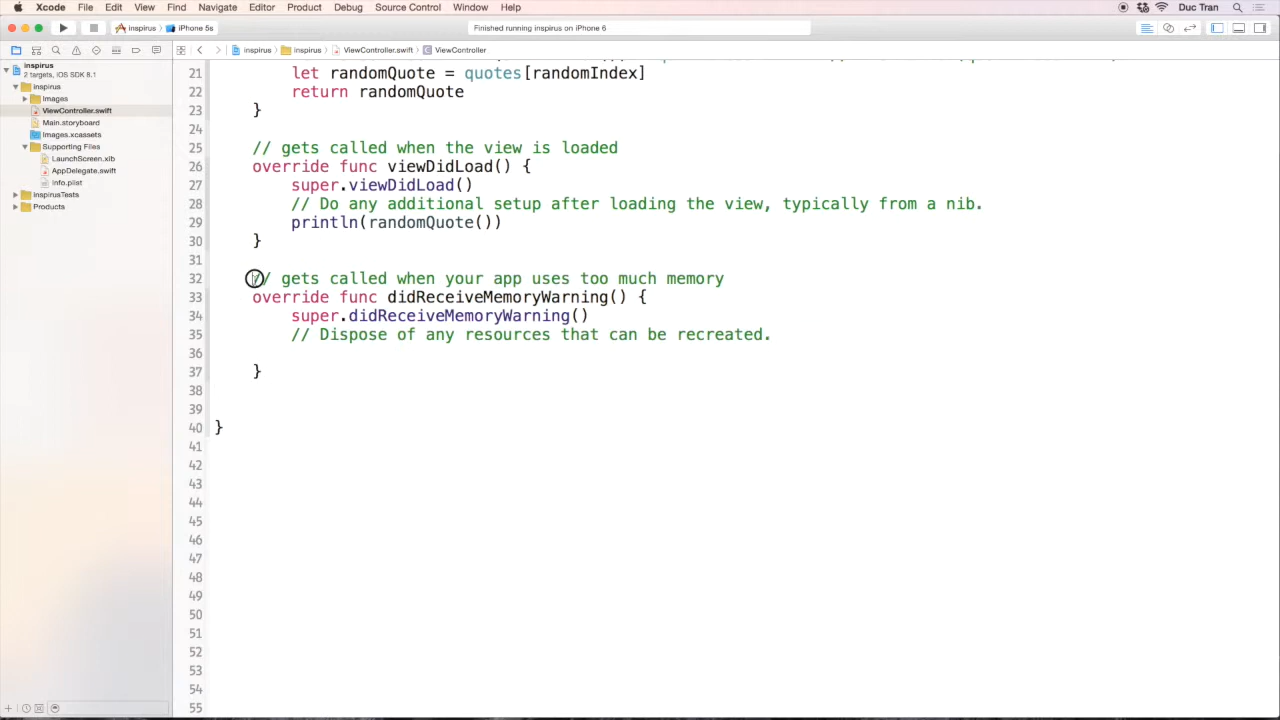 Xcode File Edit View Find Navigate Editor Product Debug Source Control Window Help Duc Tran
inspirus iPhone 5s Finished running inspirus on iPhone 6
inspirus inspirus ViewController.swift C ViewController
inspirus
2 targets, iOS SDK 8.1
inspirus
Images
ViewController.swift
Main.storyboard
Images.xcassets
Supporting Files
LaunchScreen.xib
AppDelegate.swift
Info.plist
inspirusTests
Products
21 let randomQuote = quotes[randomIndex]
22 return randomQuote
23 }
24
25 // gets called when the view is loaded
26 override func viewDidLoad() {
27 super.viewDidLoad()
28 // Do any additional setup after loading the view, typically from a nib.
29 println(randomQuote())
30 }
31
32 // gets called when your app uses too much memory
33 override func didReceiveMemoryWarning() {
34 super.didReceiveMemoryWarning()
35 // Dispose of any resources that can be recreated.
36
37 }
38
39
40 }
41
42
43
44
45
46
47
48
49
50
51
52
53
54
55